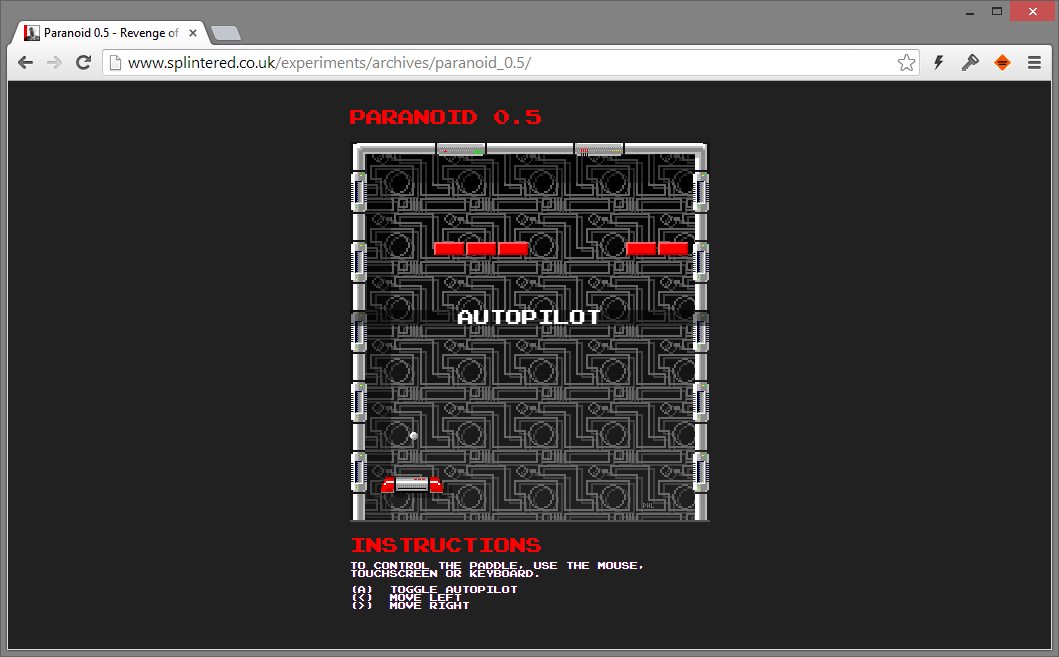 Paranoid 0.5 - Revenge of
www.splintered.co.uk/experiments/archives/paranoid_0.5/
PARANOID 0.5
AUTOPILOT
PHL
INSTRUCTIONS
TO CONTROL THE PADDLE, USE THE MOUSE,
TOUCHSCREEN OR KEYBOARD.
(A) TOGGLE AUTOPILOT
(<) MOVE LEFT
(>) MOVE RIGHT